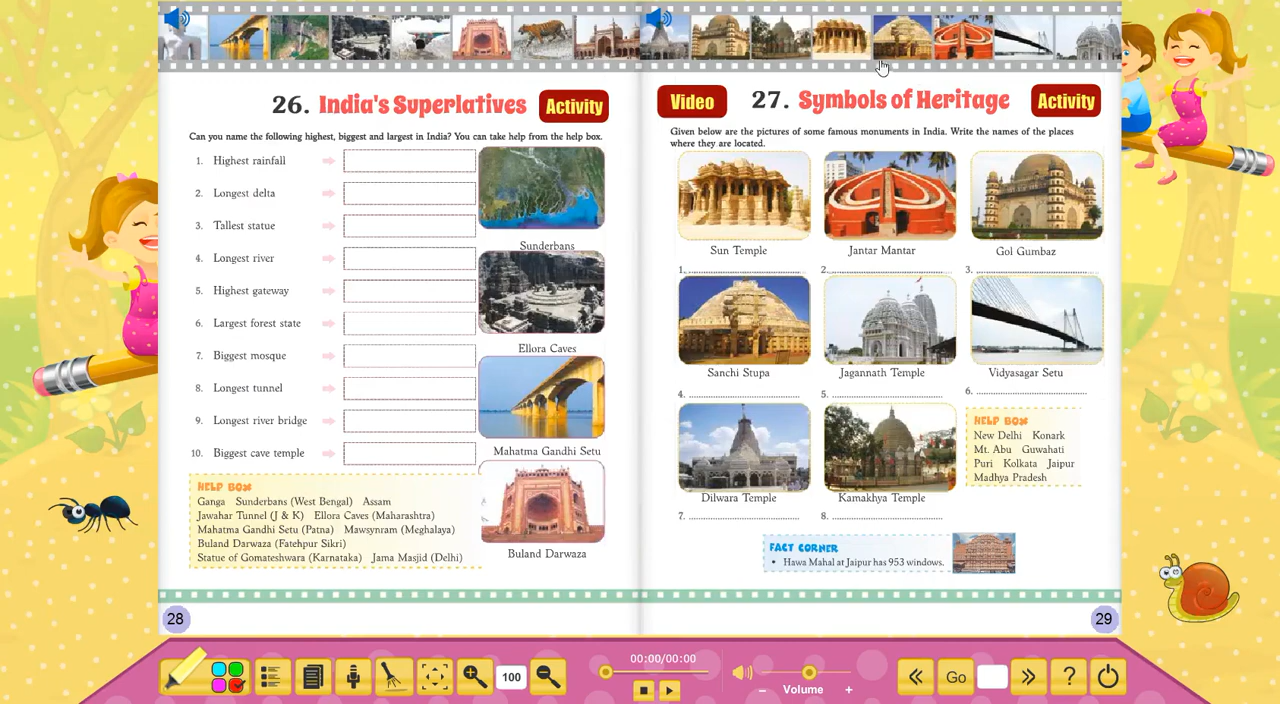 26. India's Superlatives
Activity
Can you name the following highest, biggest and largest in India? You can take help from the help box.
1. Highest rainfall
2. Longest delta
3. Tallest statue
4. Longest river
5. Highest gateway
6. Largest forest state
7. Biggest mosque
8. Longest tunnel
9. Longest river bridge
10. Biggest cave temple
Sunderbans
Ellora Caves
Mahatma Gandhi Setu
Buland Darwaza
HELP BOX
Ganga Sunderbans (West Bengal) Assam
Jawahar Tunnel (J & K) Ellora Caves (Maharashtra)
Mahatma Gandhi Setu (Patna) Mawsynram (Meghalaya)
Buland Darwaza (Fatehpur Sikri)
Statue of Gomateshwara (Karnataka) Jama Masjid (Delhi)
28
Video
27. Symbols of Heritage
Activity
Given below are the pictures of some famous monuments in India. Write the names of the places
where they are located.
Sun Temple
Jantar Mantar
Gol Gumbaz
1.
2.
3.
Sanchi Stupa
Jagannath Temple
Vidyasagar Setu
4.
5.
6.
Dilwara Temple
Kamakhya Temple
7.
8.
HELP BOX
New Delhi Konark
Mt. Abu Guwahati
Puri Kolkata Jaipur
Madhya Pradesh
FACT CORNER
• Hawa Mahal at Jaipur has 953 windows.
29
100
00:00/00:00
– Volume +
Go
?